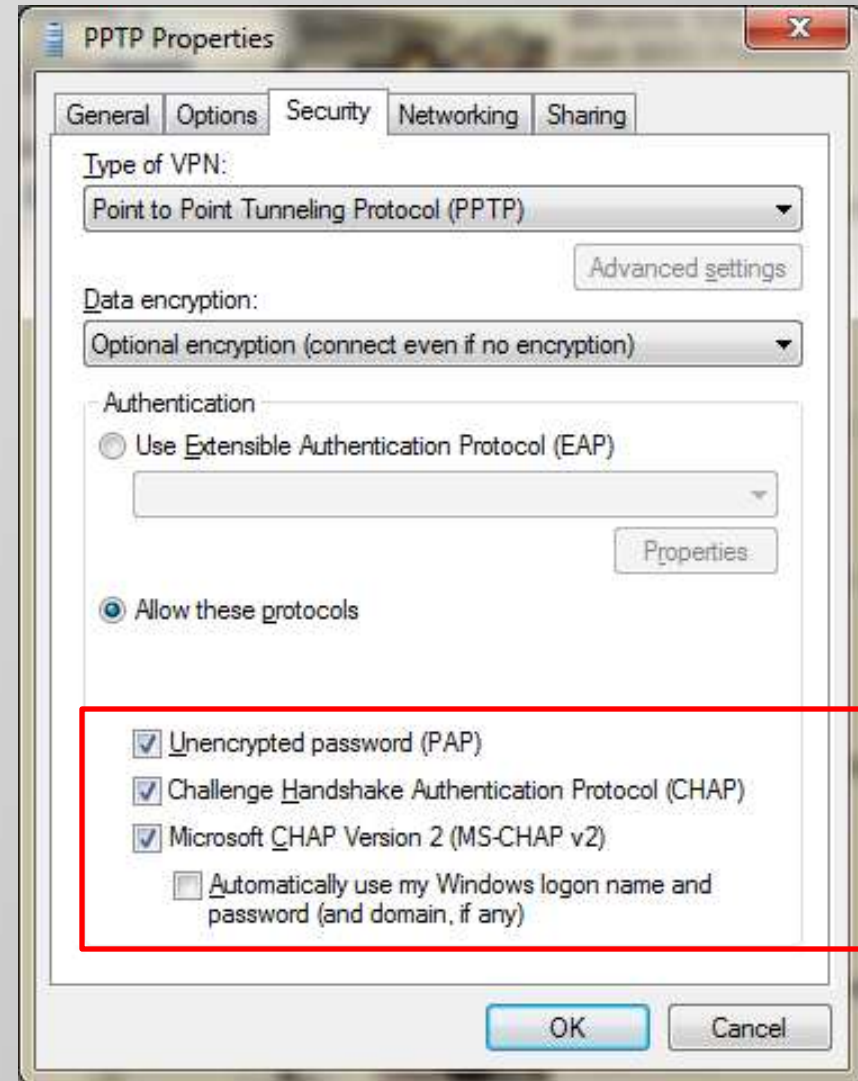 PPTP Properties
General Options Security Networking Sharing
Type of VPN:
Point to Point Tunneling Protocol (PPTP)
Advanced settings
Data encryption:
Optional encryption (connect even if no encryption)
Authentication
Use Extensible Authentication Protocol (EAP)
Properties
Allow these protocols
Unencrypted password (PAP)
Challenge Handshake Authentication Protocol (CHAP)
Microsoft CHAP Version 2 (MS-CHAP v2)
Automatically use my Windows logon name and
password (and domain, if any)
OK Cancel